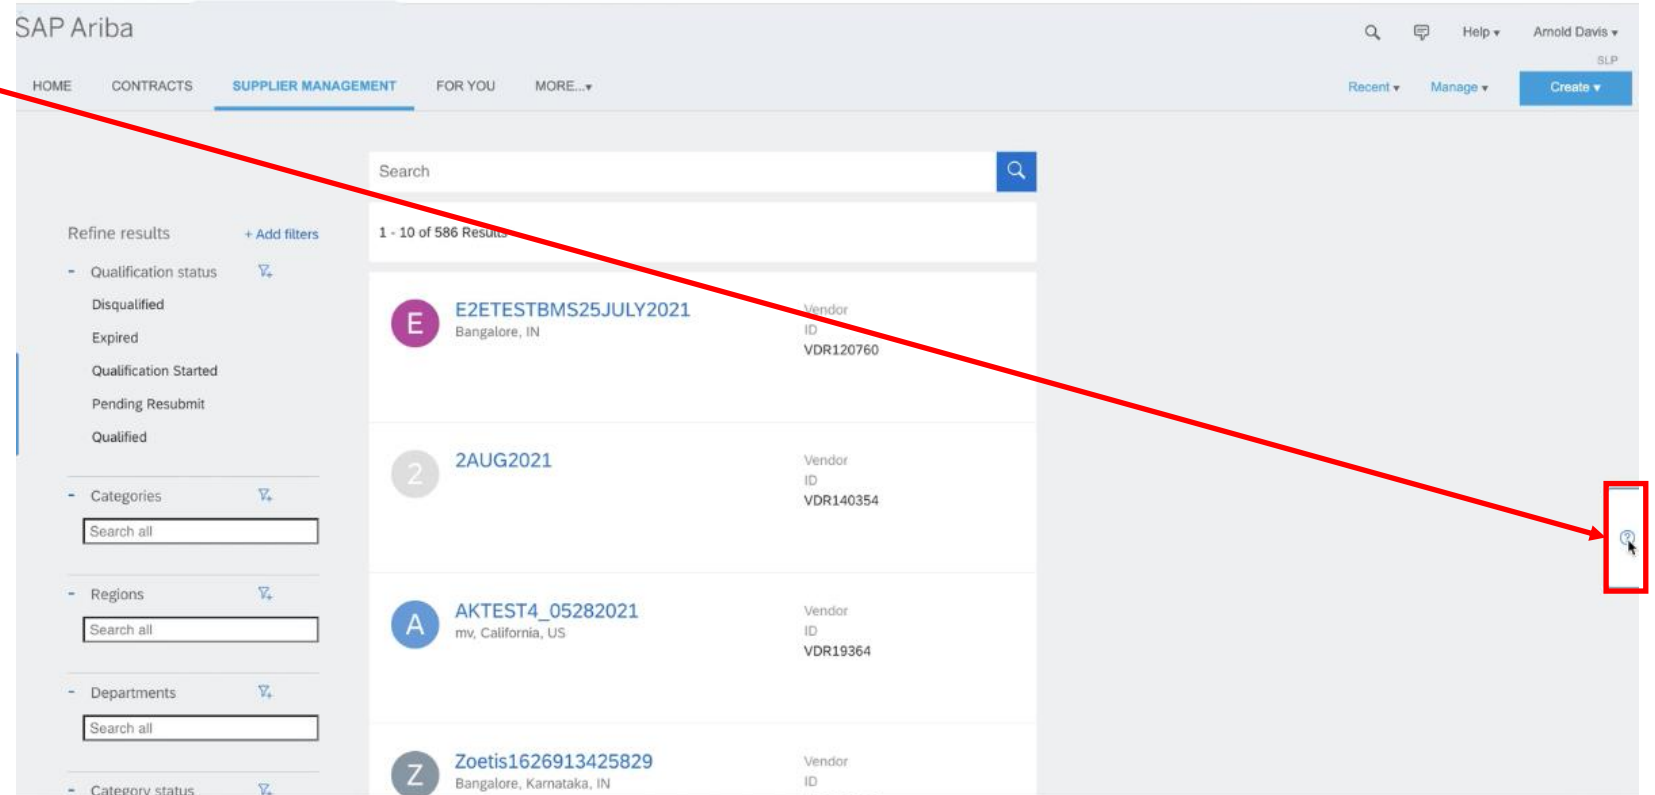 SAP Ariba
Help
Arnold Davis
SLP
HOME CONTRACTS SUPPLIER MANAGEMENT FOR YOU MORE...
Recent Manage Create
Search
Refine results + Add filters
1 - 10 of 586 Results
- Qualification status
Disqualified
Expired
Qualification Started
Pending Resubmit
Qualified
- Categories
Search all
- Regions
Search all
- Departments
Search all
- Category status
E
E2ETESTBMS25JULY2021
Bangalore, IN
Vendor
ID
VDR120760
2
2AUG2021
Vendor
ID
VDR140354
A
AKTEST4_05282021
mv, California, US
Vendor
ID
VDR19364
Z
Zoetis1626913425829
Bangalore, Karnataka, IN
Vendor
ID
?